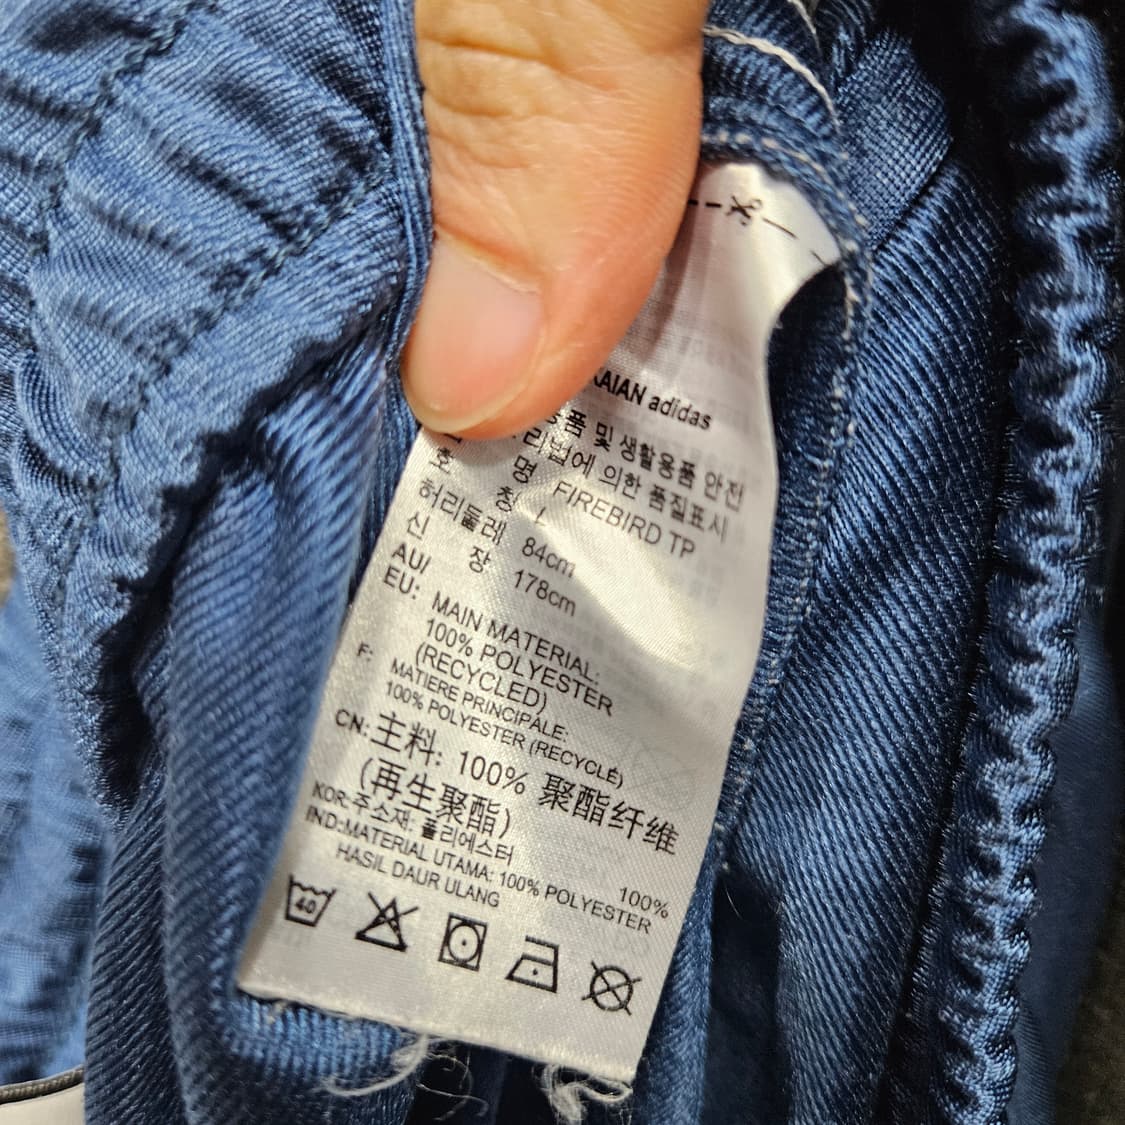 KAIAN adidas
품 및 생활용품 안전
리법에 의한 품질표시
명 FIREBIRD TP
호 칭 L
허리둘레 84cm
신 장 178cm
AU/
EU: MAIN MATERIAL:
100% POLYESTER
(RECYCLED)
F: MATIERE PRINCIPALE:
100% POLYESTER (RECYCLÉ)
CN: 主料: 100% 聚酯纤维
(再生聚酯)
KOR: 주소재: 폴리에스터 100%
IND: MATERIAL UTAMA: 100% POLYESTER
HASIL DAUR ULANG
40